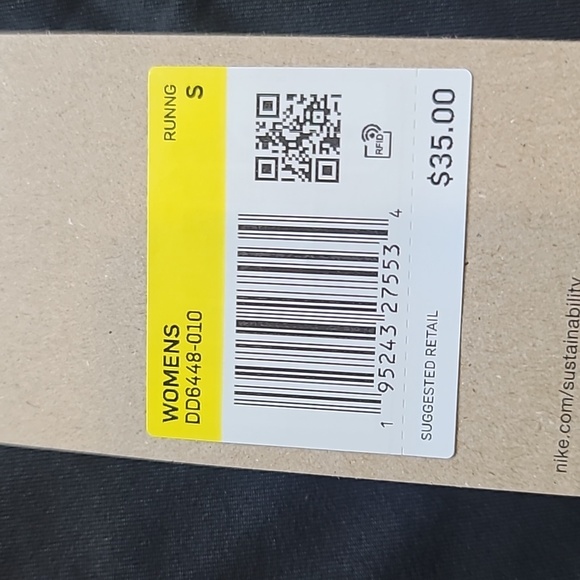 WOMENS RUNNG
DD6448-010 S
RFID
1 95243 27553 4
SUGGESTED RETAIL $35.00
nike.com/sustainability